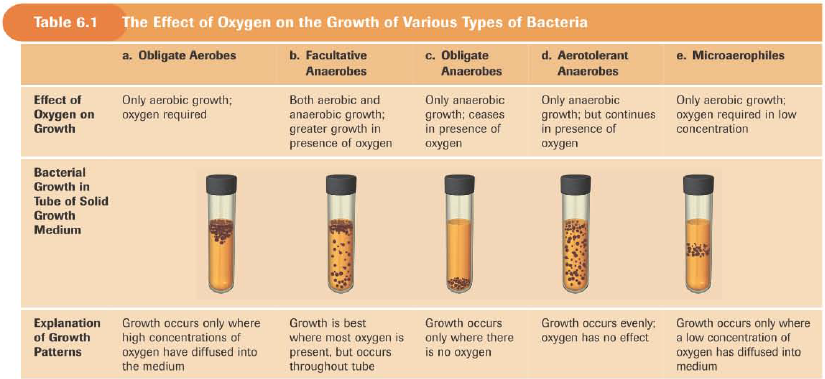 Table 6.1 The Effect of Oxygen on the Growth of Various Types of Bacteria
a. Obligate Aerobes
b. Facultative
Anaerobes
c. Obligate
Anaerobes
d. Aerotolerant
Anaerobes
e. Microaerophiles
Effect of
Oxygen on
Growth
Only aerobic growth;
oxygen required
Both aerobic and
anaerobic growth;
greater growth in
presence of oxygen
Only anaerobic
growth; ceases
in presence of
oxygen
Only anaerobic
growth; but continues
in presence of
oxygen
Only aerobic growth;
oxygen required in low
concentration
Bacterial
Growth in
Tube of Solid
Growth
Medium
Explanation
of Growth
Patterns
Growth occurs only where
high concentrations of
oxygen have diffused into
the medium
Growth is best
where most oxygen is
present, but occurs
throughout tube
Growth occurs
only where there
is no oxygen
Growth occurs evenly;
oxygen has no effect
Growth occurs only where
a low concentration of
oxygen has diffused into
medium